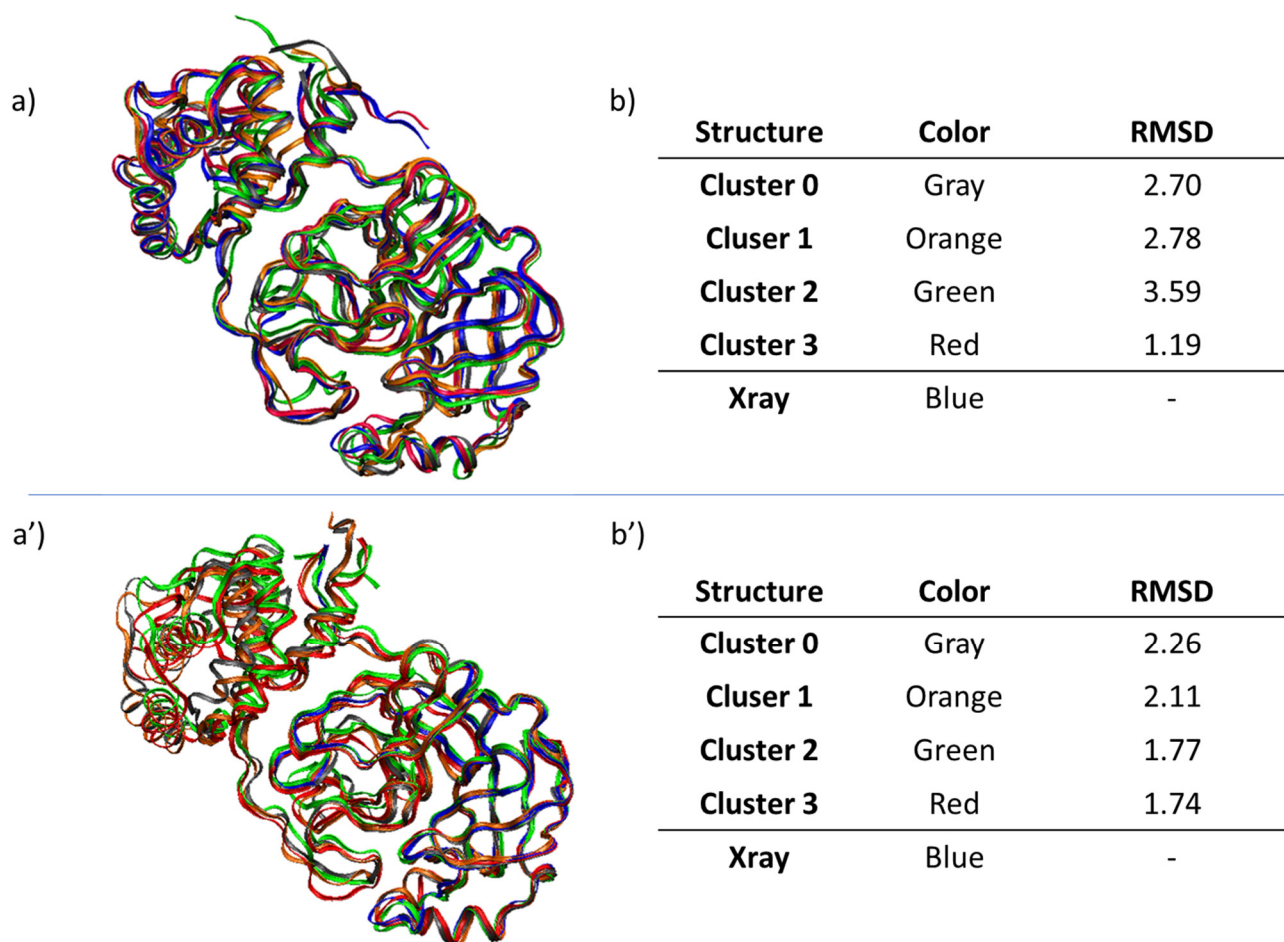 a)
b)
Structure Color RMSD
Cluster 0 Gray 2.70
Cluser 1 Orange 2.78
Cluster 2 Green 3.59
Cluster 3 Red 1.19
Xray Blue -
a’)
b’)
Structure Color RMSD
Cluster 0 Gray 2.26
Cluser 1 Orange 2.11
Cluster 2 Green 1.77
Cluster 3 Red 1.74
Xray Blue -